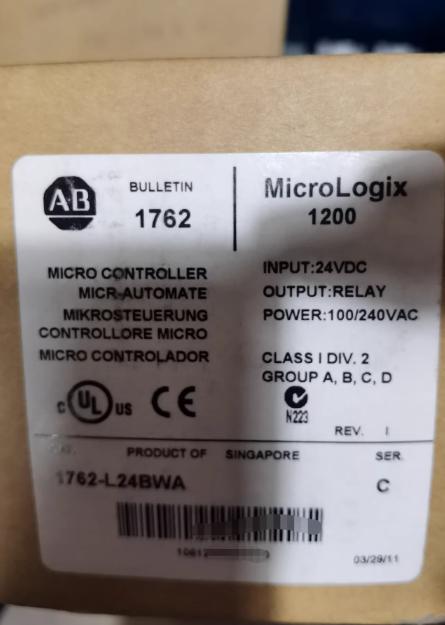 AB
BULLETIN
1762
MicroLogix
1200
MICRO CONTROLLER
MICR-AUTOMATE
MIKROSTEUERUNG
CONTROLLORE MICRO
MICRO CONTROLADOR
INPUT:24VDC
OUTPUT:RELAY
POWER:100/240VAC
CLASS I DIV. 2
GROUP A, B, C, D
c UL us CE
N223
REV. I
PRODUCT OF SINGAPORE SER.
1762-L24BWA C
03/29/11